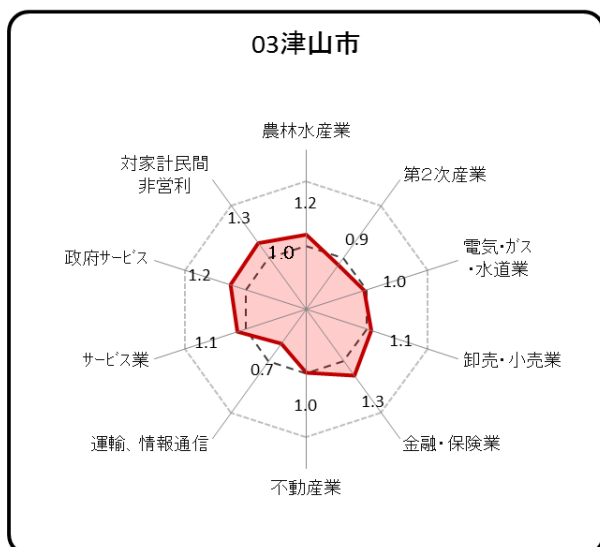 03津山市
農林水産業
対家計民間
非営利
第2次産業
1.2
1.3
0.9
1.0
政府サービス
電気・ガス
・水道業
1.2
1.0
サービス業
1.1
1.1
卸売・小売業
0.7
1.3
運輸、情報通信
1.0
金融・保険業
不動産業